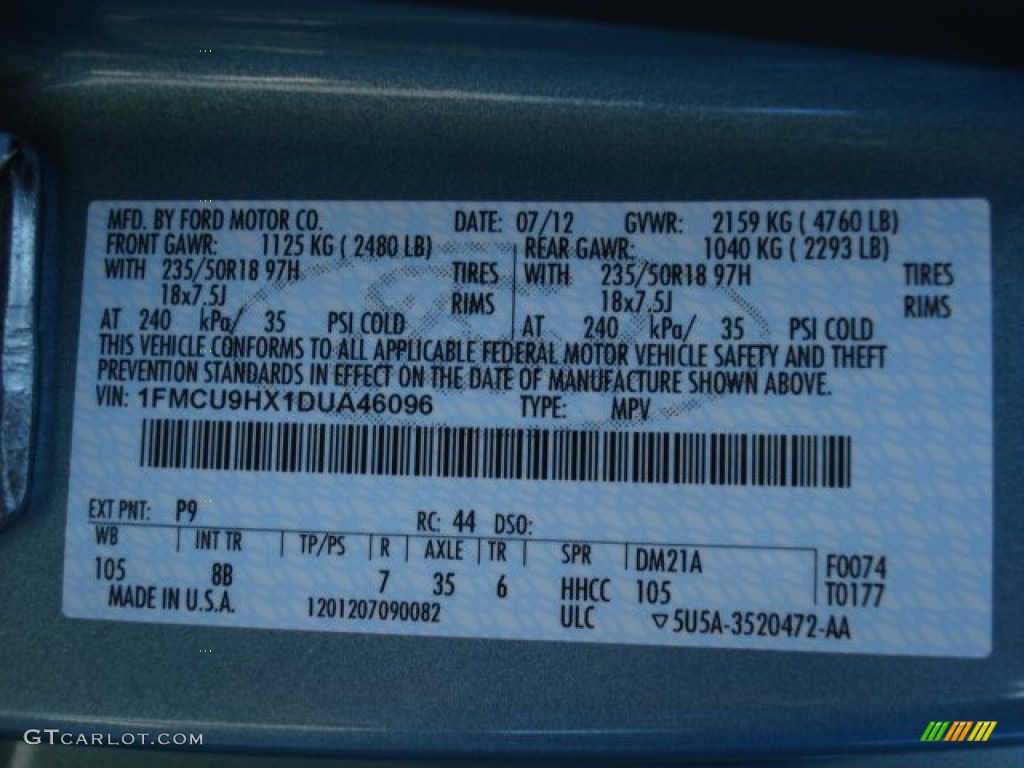 MFD. BY FORD MOTOR CO. DATE: 07/12 GVWR: 2159 KG ( 4760 LB)
FRONT GAWR: 1125 KG ( 2480 LB) REAR GAWR: 1040 KG ( 2293 LB)
WITH 235/50R18 97H TIRES WITH 235/50R18 97H TIRES
18x7.5J RIMS 18x7.5J RIMS
AT 240 kPa/ 35 PSI COLD AT 240 kPa/ 35 PSI COLD
THIS VEHICLE CONFORMS TO ALL APPLICABLE FEDERAL MOTOR VEHICLE SAFETY AND THEFT
PREVENTION STANDARDS IN EFFECT ON THE DATE OF MANUFACTURE SHOWN ABOVE.
VIN: 1FMCU9HX1DUA46096 TYPE: MPV
EXT PNT: P9 RC: 44 DSO:
WB INT TR TP/PS R AXLE TR SPR DM21A F0074
105 8B 7 35 6 HHCC 105 T0177
MADE IN U.S.A. 1201207090082 ULC ▽5U5A-3520472-AA
GTCARLOT.COM